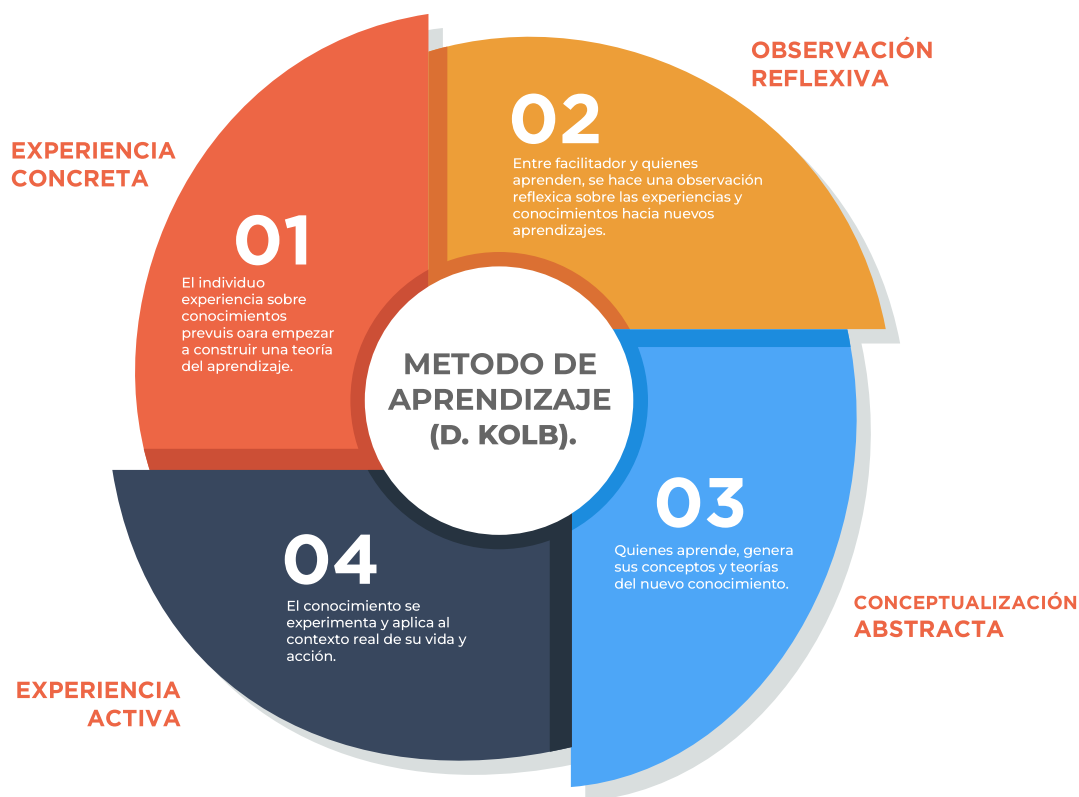 EXPERIENCIA
CONCRETA
01
El individuo
experiencia sobre
conocimientos
prevuis oara empezar
a construir una teoría
del aprendizaje.
OBSERVACIÓN
REFLEXIVA
02
Entre facilitador y quienes
aprenden, se hace una observación
reflexica sobre las experiencias y
conocimientos hacia nuevos
aprendizajes.
METODO DE
APRENDIZAJE
(D. KOLB).
03
Quienes aprende, genera
sus conceptos y teorías
del nuevo conocimiento.
CONCEPTUALIZACIÓN
ABSTRACTA
04
El conocimiento se
experimenta y aplica al
contexto real de su vida y
acción.
EXPERIENCIA
ACTIVA